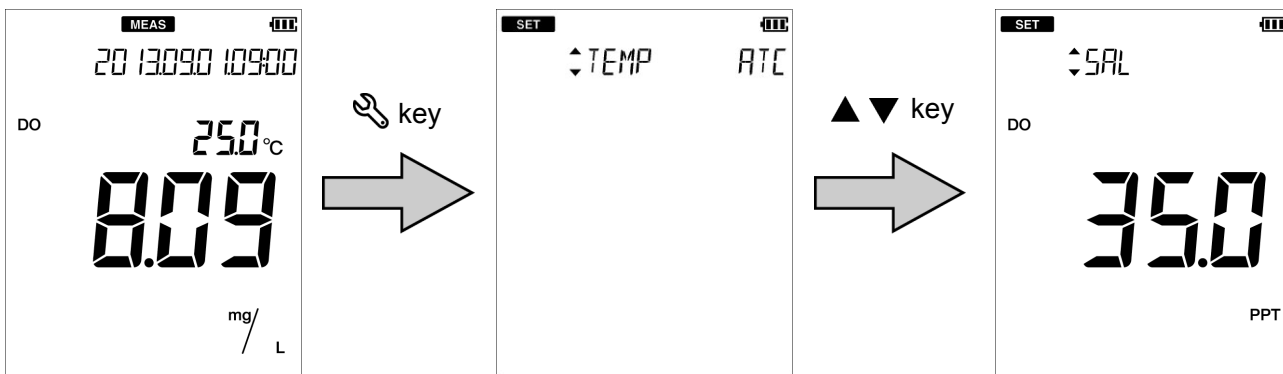 MEAS
2013.09.01.09:00
DO
25.0 °C
8.09
mg/L
key
SET
TEMP ATC
key
SET
SAL
DO
35.0
PPT